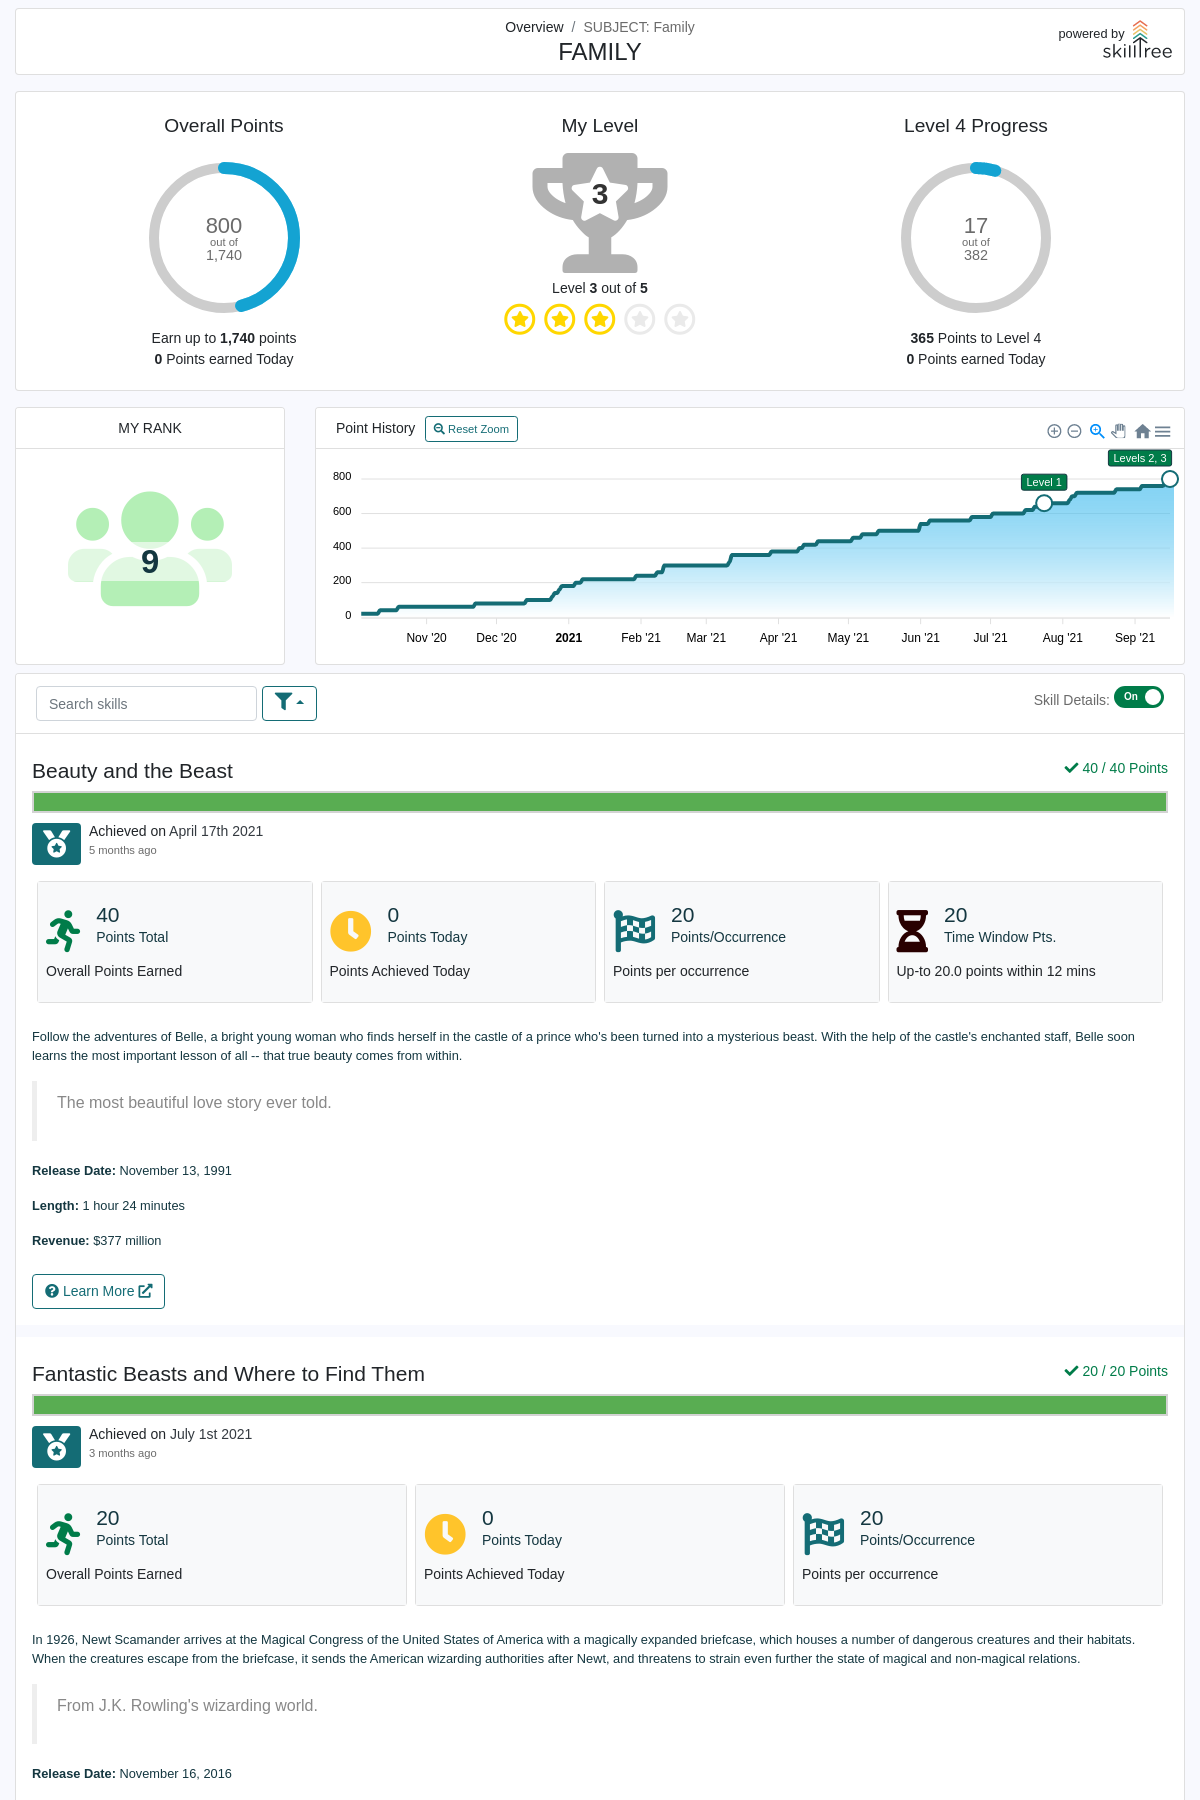 Overview / SUBJECT: Family
FAMILY
powered by
skilltree
Overall Points
My Level
Level 4 Progress
800
out of
1,740
3
17
out of
382
Level 3 out of 5
Earn up to 1,740 points
0 Points earned Today
365 Points to Level 4
0 Points earned Today
MY RANK
9
Point History
Reset Zoom
Levels 2, 3
Level 1
800
600
400
200
0
Nov '20
Dec '20
2021
Feb '21
Mar '21
Apr '21
May '21
Jun '21
Jul '21
Aug '21
Sep '21
Search skills
Skill Details:
On
Beauty and the Beast
40 / 40 Points
Achieved on April 17th 2021
5 months ago
40
Points Total
Overall Points Earned
0
Points Today
Points Achieved Today
20
Points/Occurrence
Points per occurrence
20
Time Window Pts.
Up-to 20.0 points within 12 mins
Follow the adventures of Belle, a bright young woman who finds herself in the castle of a prince who's been turned into a mysterious beast. With the help of the castle's enchanted staff, Belle soon
learns the most important lesson of all -- that true beauty comes from within.
The most beautiful love story ever told.
Release Date: November 13, 1991
Length: 1 hour 24 minutes
Revenue: $377 million
Learn More
Fantastic Beasts and Where to Find Them
20 / 20 Points
Achieved on July 1st 2021
3 months ago
20
Points Total
Overall Points Earned
0
Points Today
Points Achieved Today
20
Points/Occurrence
Points per occurrence
In 1926, Newt Scamander arrives at the Magical Congress of the United States of America with a magically expanded briefcase, which houses a number of dangerous creatures and their habitats.
When the creatures escape from the briefcase, it sends the American wizarding authorities after Newt, and threatens to strain even further the state of magical and non-magical relations.
From J.K. Rowling's wizarding world.
Release Date: November 16, 2016